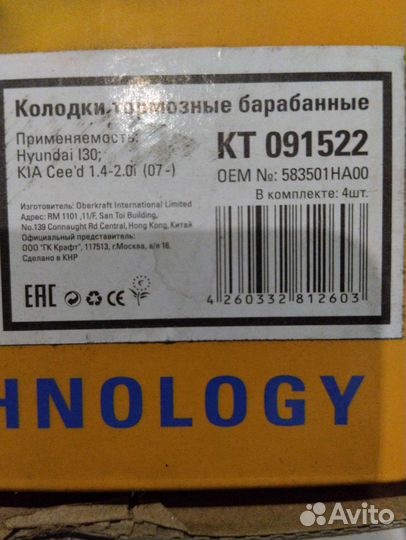 Колодки тормозные барабанные
Применяемость:
Hyundai I30;
KIA Cee'd 1.4-2.0i (07-)
KT 091522
OEM №: 583501HA00
В комплекте: 4шт.
Изготовитель: Oberkraft International Limited
Адрес: RM 1101 ,11/F, San Toi Building,
No.139 Connaught Rd Central, Hong Kong, Китай
Официальный представитель:
ООО "ГК Крафт", 117513, г.Москва, а/я 16.
Сделано в КНР
EAC CE
4 260332 812603
HNOLOGY
Avito